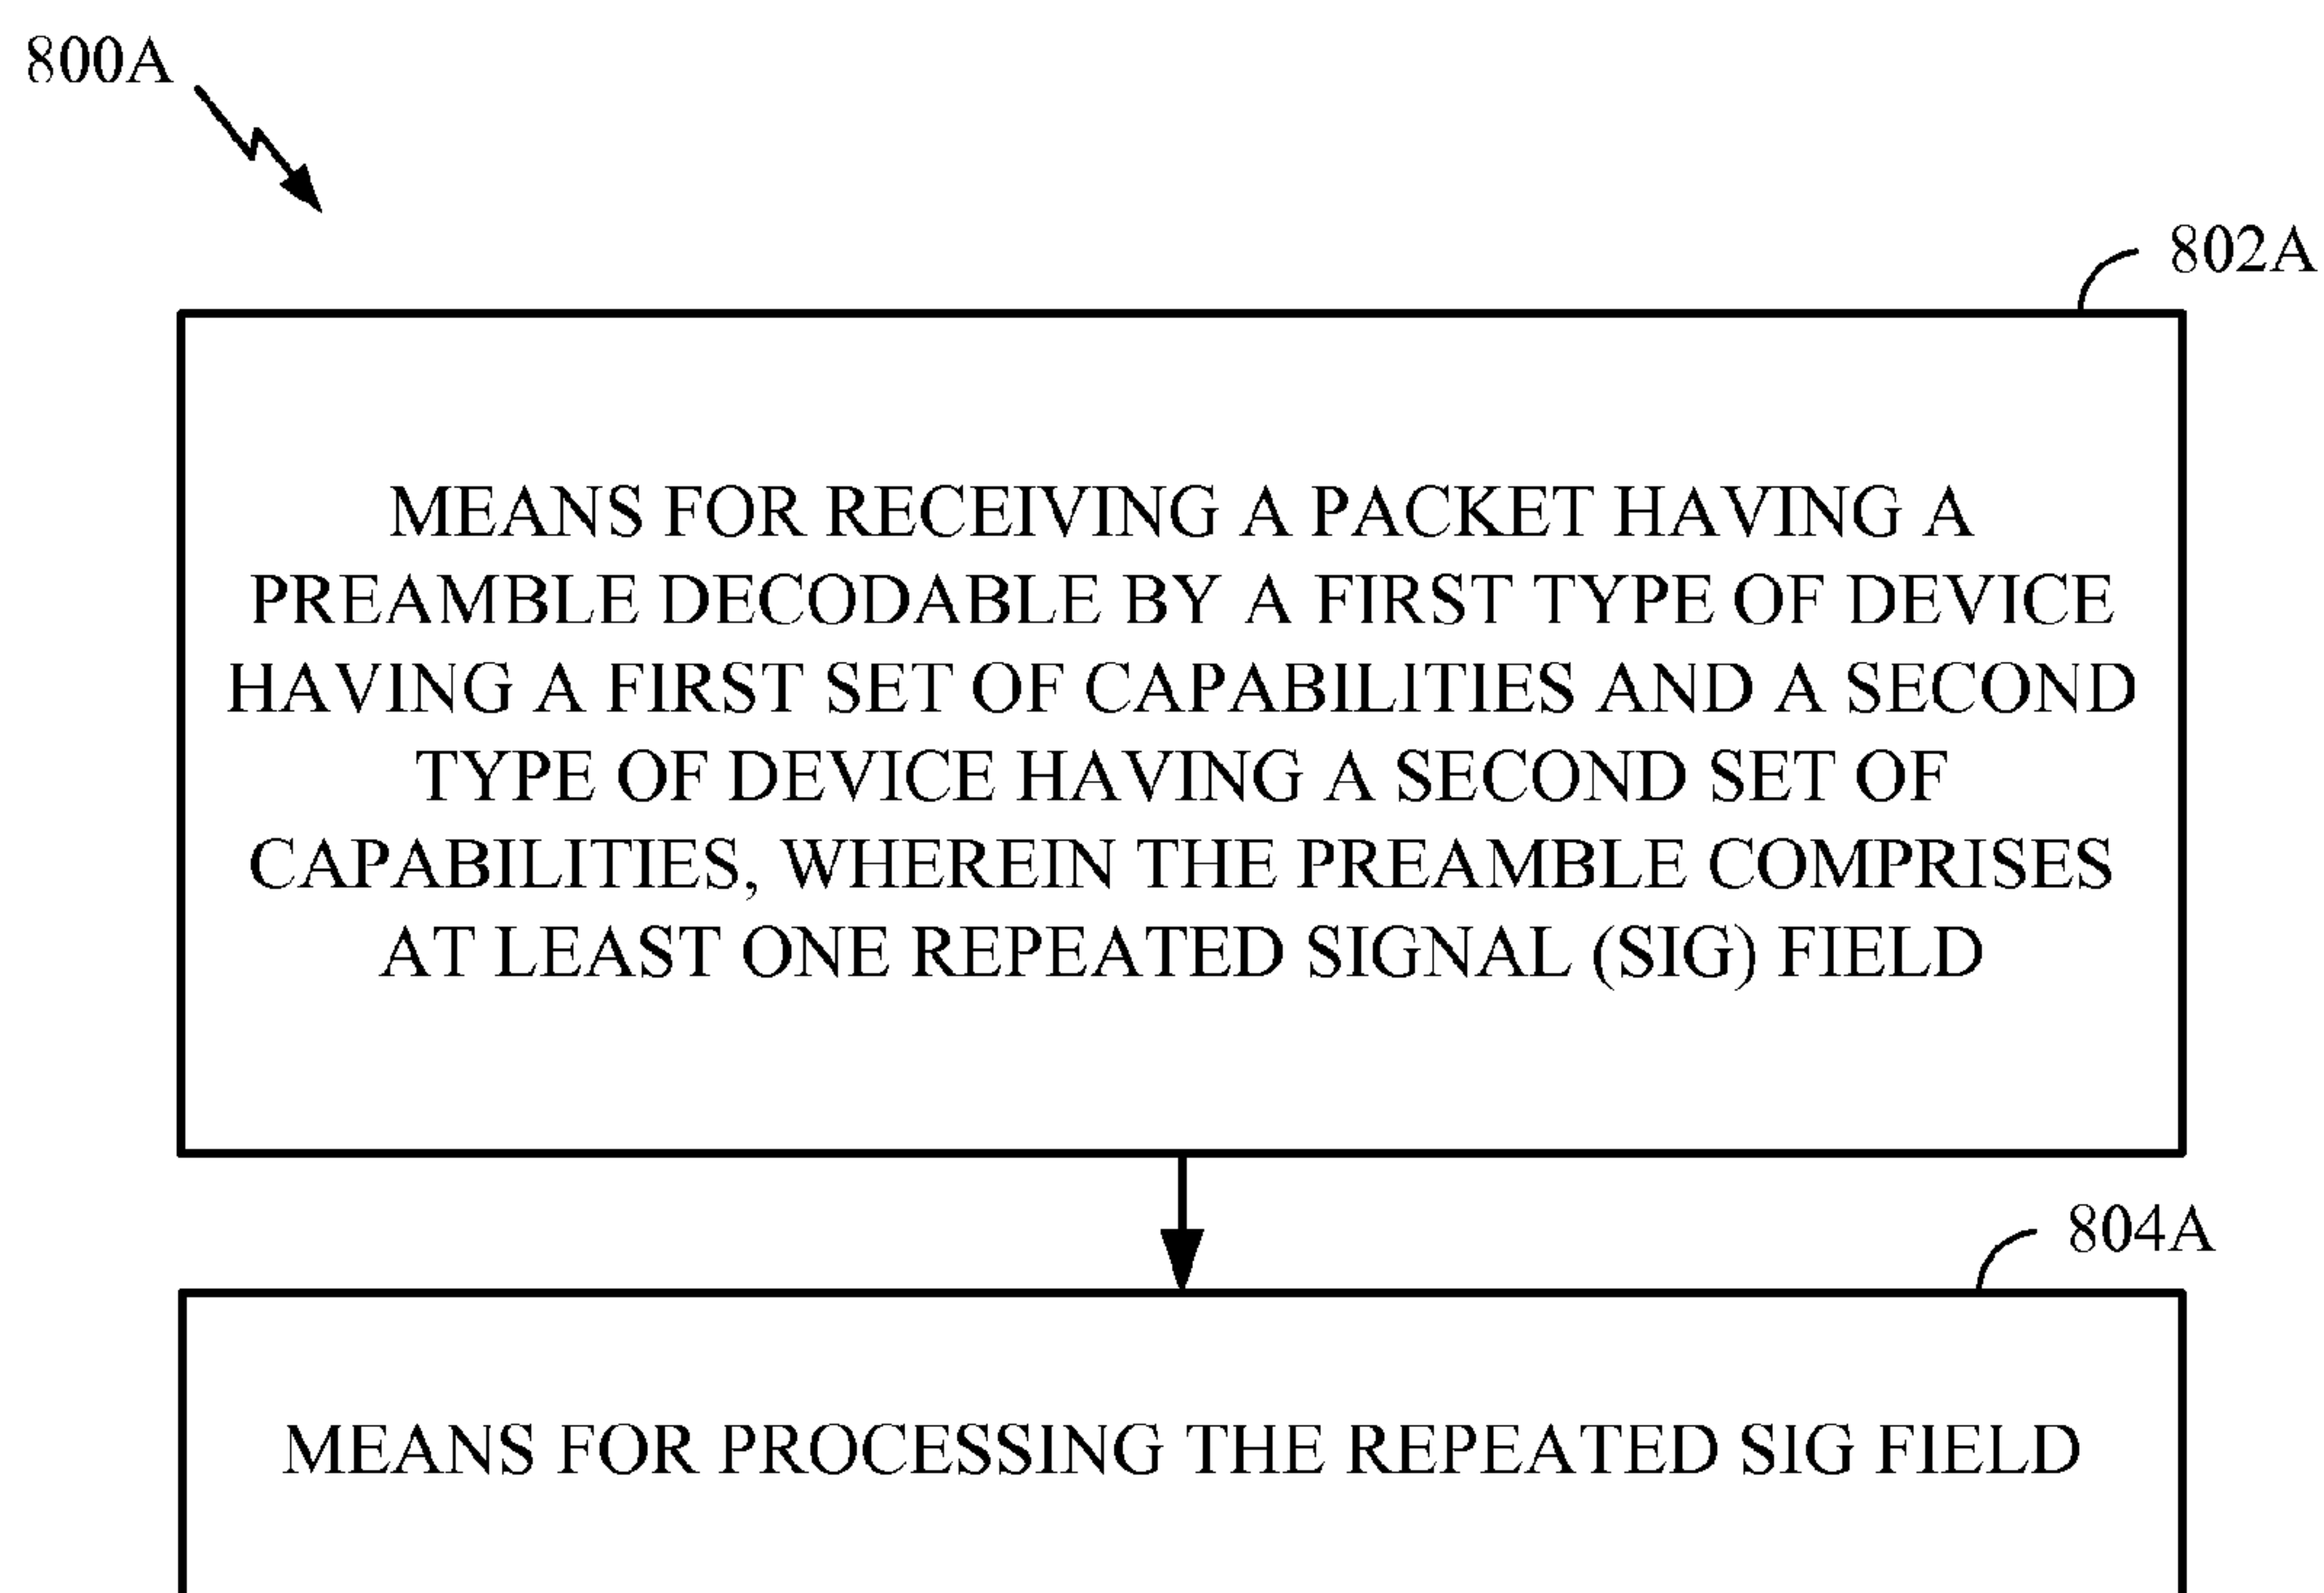 800A
802A
MEANS FOR RECEIVING A PACKET HAVING A
PREAMBLE DECODABLE BY A FIRST TYPE OF DEVICE
HAVING A FIRST SET OF CAPABILITIES AND A SECOND
TYPE OF DEVICE HAVING A SECOND SET OF
CAPABILITIES, WHEREIN THE PREAMBLE COMPRISES
AT LEAST ONE REPEATED SIGNAL (SIG) FIELD
804A
MEANS FOR PROCESSING THE REPEATED SIG FIELD